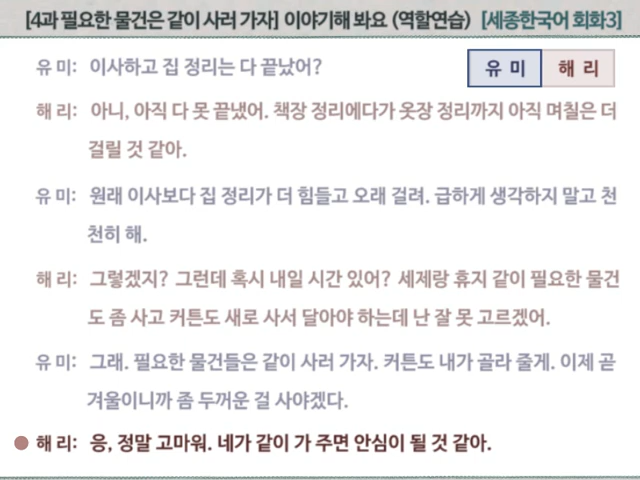 [4과 필요한 물건은 같이 사러 가자] 이야기해 봐요 (역할연습) [세종한국어 회화3]
유 미 해 리
유 미: 이사하고 집 정리는 다 끝났어?
해 리: 아니, 아직 다 못 끝냈어. 책장 정리에다가 옷장 정리까지 아직 며칠은 더
걸릴 것 같아.
유 미: 원래 이사보다 집 정리가 더 힘들고 오래 걸려. 급하게 생각하지 말고 천
천히 해.
해 리: 그렇겠지? 그런데 혹시 내일 시간 있어? 세제랑 휴지 같이 필요한 물건
도 좀 사고 커튼도 새로 사서 달아야 하는데 난 잘 못 고르겠어.
유 미: 그래. 필요한 물건들은 같이 사러 가자. 커튼도 내가 골라 줄게. 이제 곧
겨울이니까 좀 두꺼운 걸 사야겠다.
해 리: 응, 정말 고마워. 네가 같이 가 주면 안심이 될 것 같아.